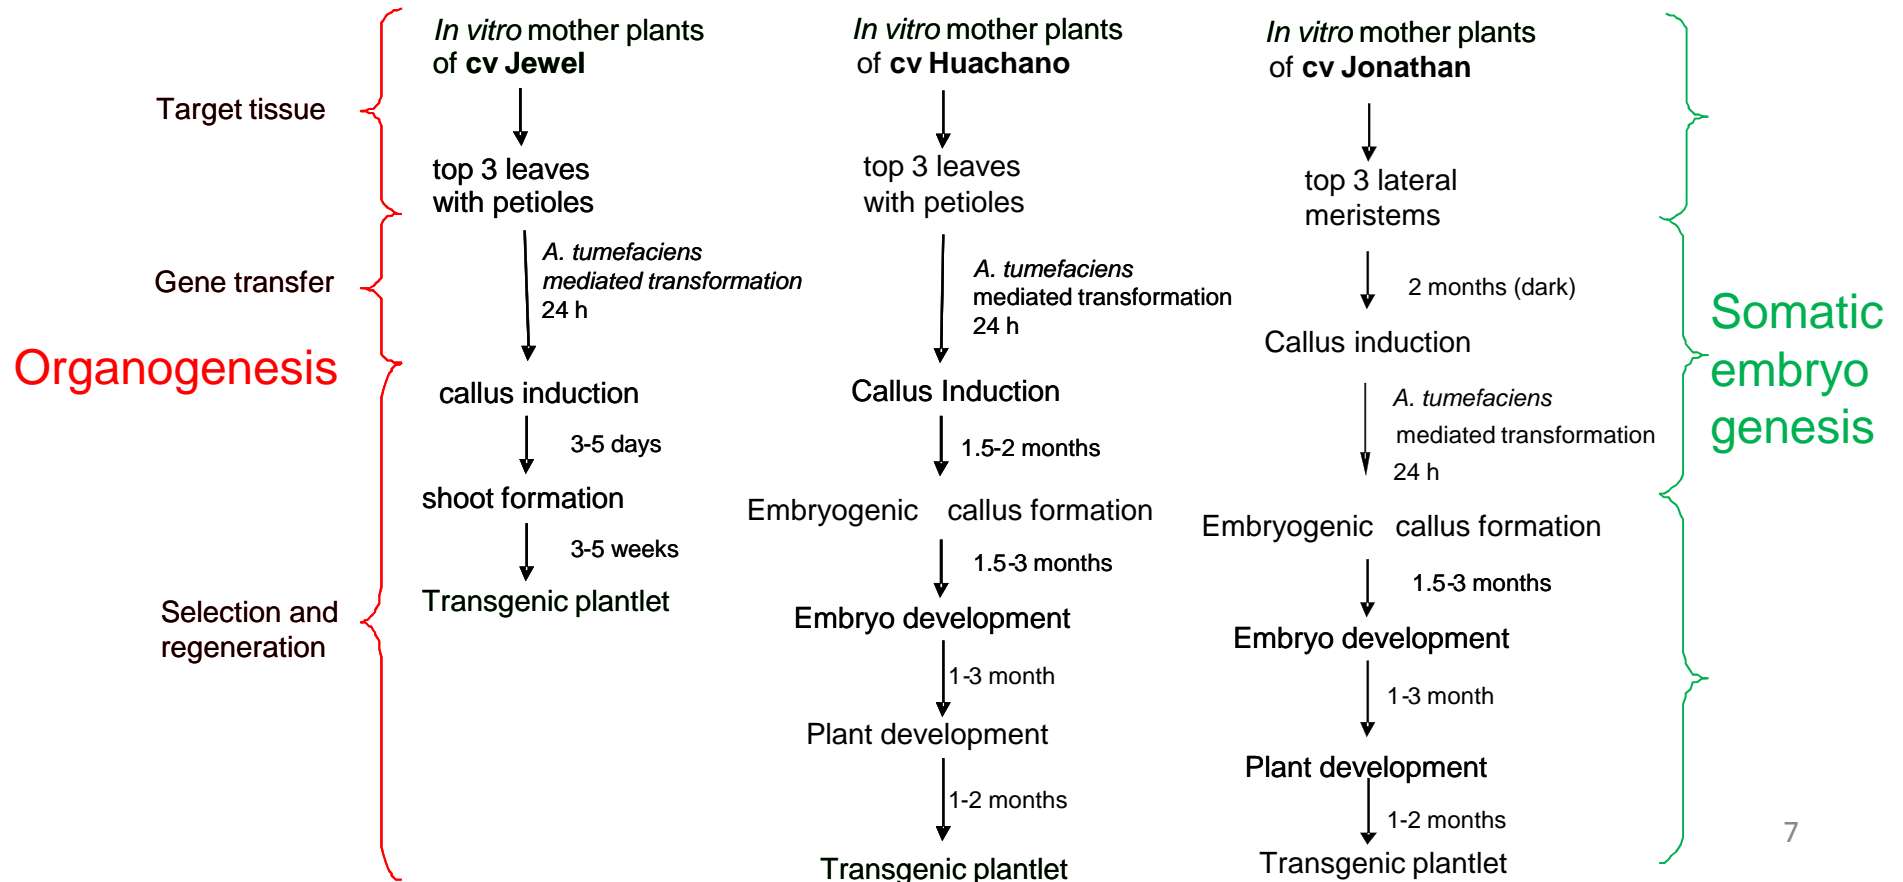 In vitro mother plants
of cv Jewel
In vitro mother plants
of cv Huachano
In vitro mother plants
of cv Jonathan
Target tissue
top 3 leaves
with petioles
top 3 leaves
with petioles
top 3 lateral
meristems
Gene transfer
A. tumefaciens
mediated transformation
24 h
A. tumefaciens
mediated transformation
24 h
2 months (dark)
Callus induction
Organogenesis
Somatic
embryo
genesis
callus induction
Callus Induction
A. tumefaciens
mediated transformation
24 h
3-5 days
1.5-2 months
shoot formation
Embryogenic callus formation
Embryogenic callus formation
3-5 weeks
1.5-3 months
1.5-3 months
Selection and
regeneration
Transgenic plantlet
Embryo development
Embryo development
1-3 month
1-3 month
Plant development
Plant development
1-2 months
1-2 months
Transgenic plantlet
Transgenic plantlet
7